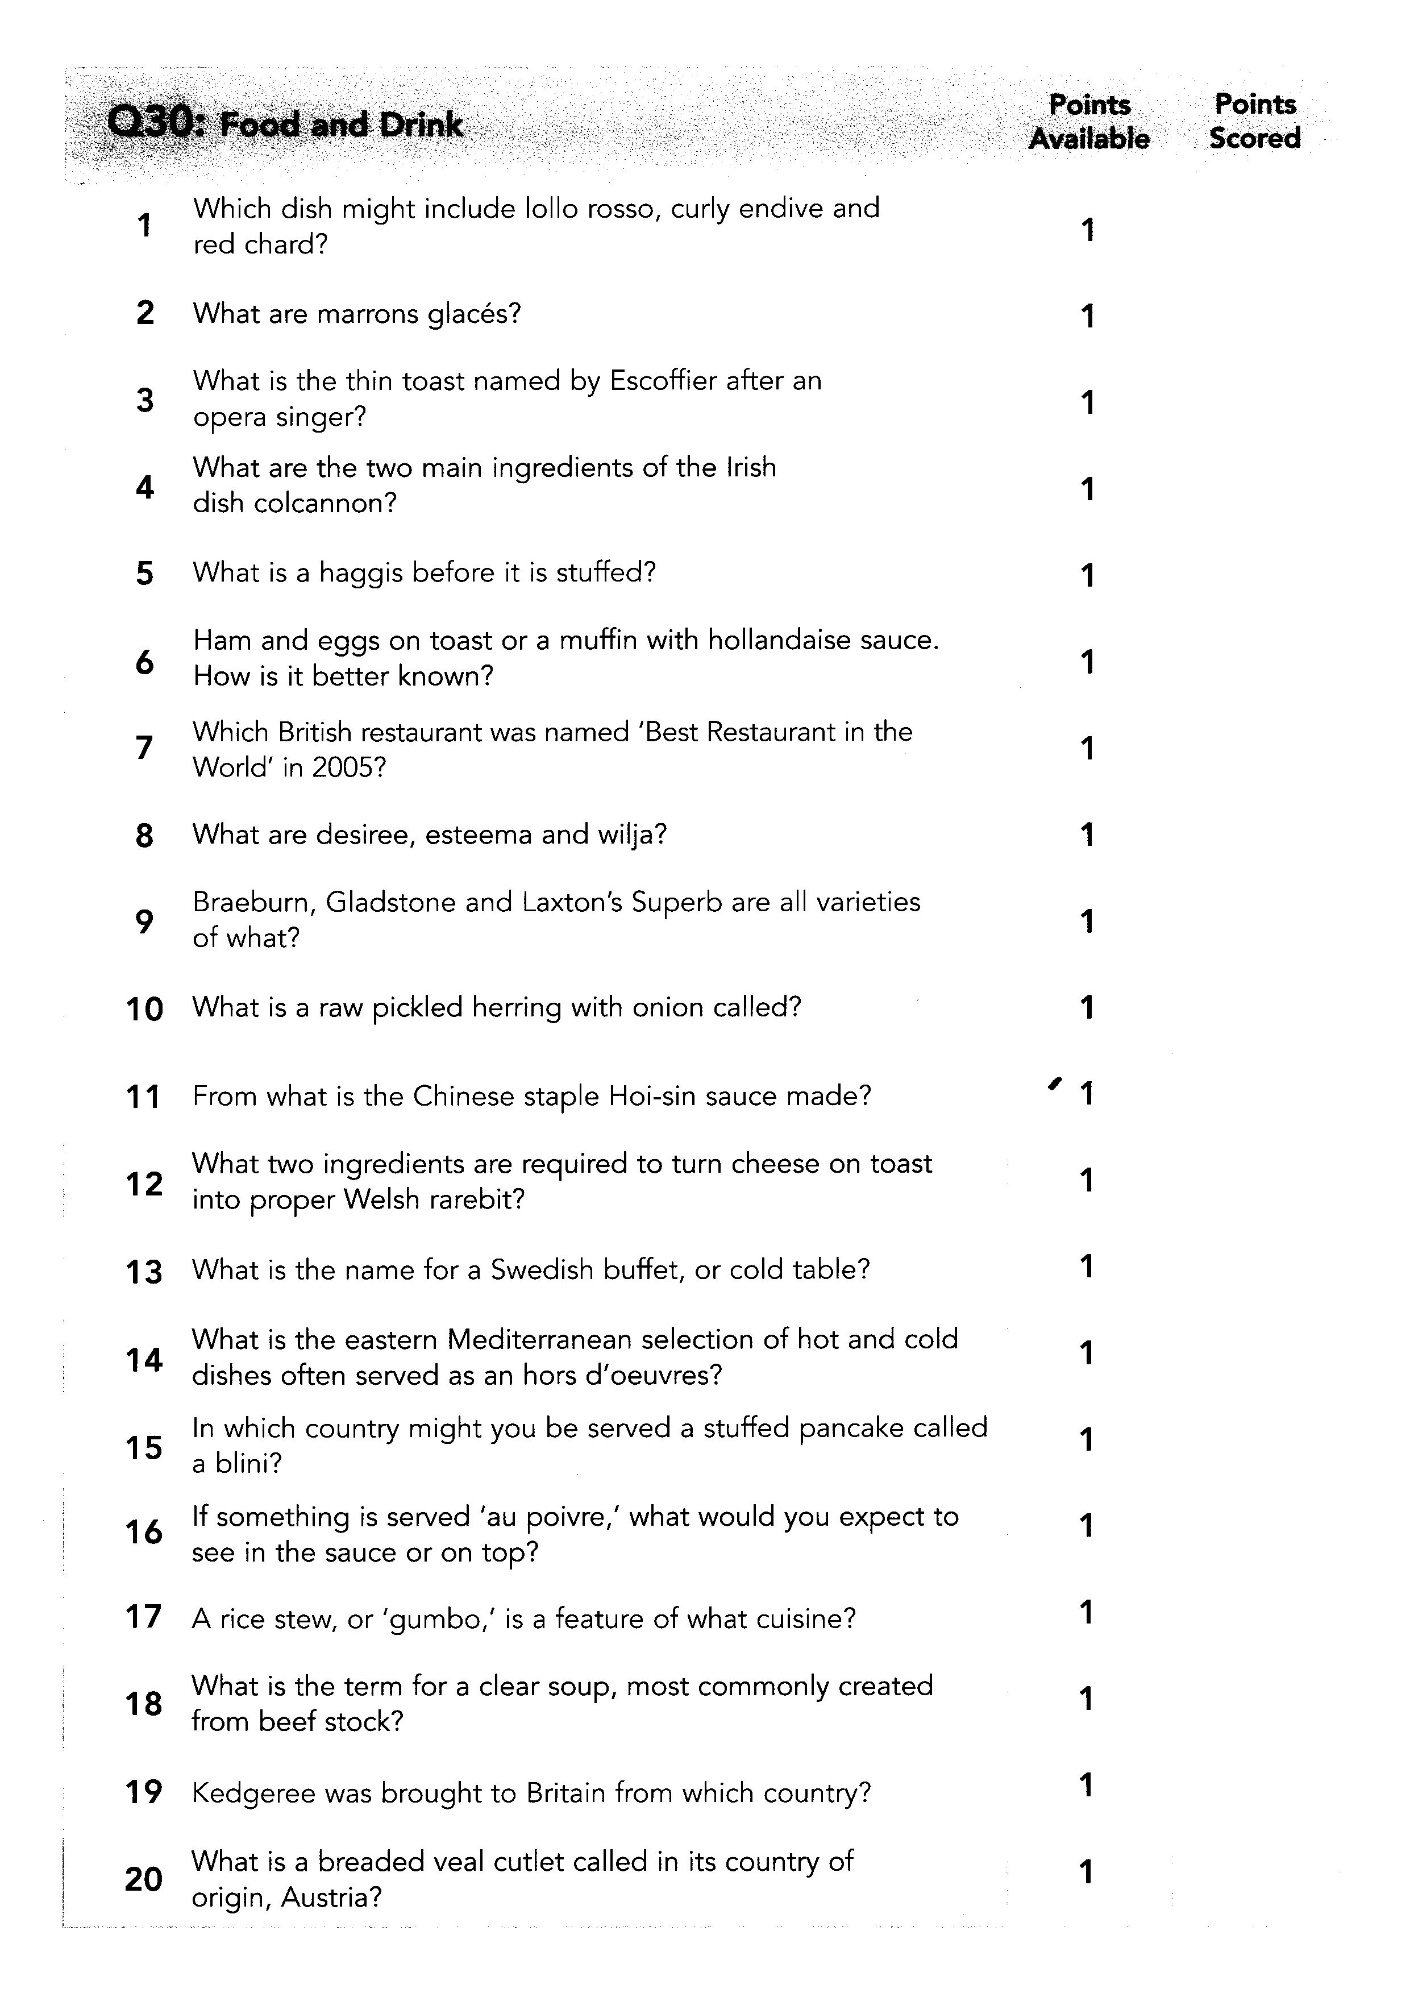 Q30: Food and Drink
Points Available
Points Scored
1 Which dish might include lollo rosso, curly endive and
red chard? 1
2 What are marrons glacés? 1
3 What is the thin toast named by Escoffier after an
opera singer? 1
4 What are the two main ingredients of the Irish
dish colcannon? 1
5 What is a haggis before it is stuffed? 1
6 Ham and eggs on toast or a muffin with hollandaise sauce.
How is it better known? 1
7 Which British restaurant was named ‘Best Restaurant in the
World’ in 2005? 1
8 What are desiree, esteema and wilja? 1
9 Braeburn, Gladstone and Laxton’s Superb are all varieties
of what? 1
10 What is a raw pickled herring with onion called? 1
11 From what is the Chinese staple Hoi-sin sauce made? 1
12 What two ingredients are required to turn cheese on toast
into proper Welsh rarebit? 1
13 What is the name for a Swedish buffet, or cold table? 1
14 What is the eastern Mediterranean selection of hot and cold
dishes often served as an hors d’oeuvres? 1
15 In which country might you be served a stuffed pancake called
a blini? 1
16 If something is served ‘au poivre,’ what would you expect to
see in the sauce or on top? 1
17 A rice stew, or ‘gumbo,’ is a feature of what cuisine? 1
18 What is the term for a clear soup, most commonly created
from beef stock? 1
19 Kedgeree was brought to Britain from which country? 1
20 What is a breaded veal cutlet called in its country of
origin, Austria? 1